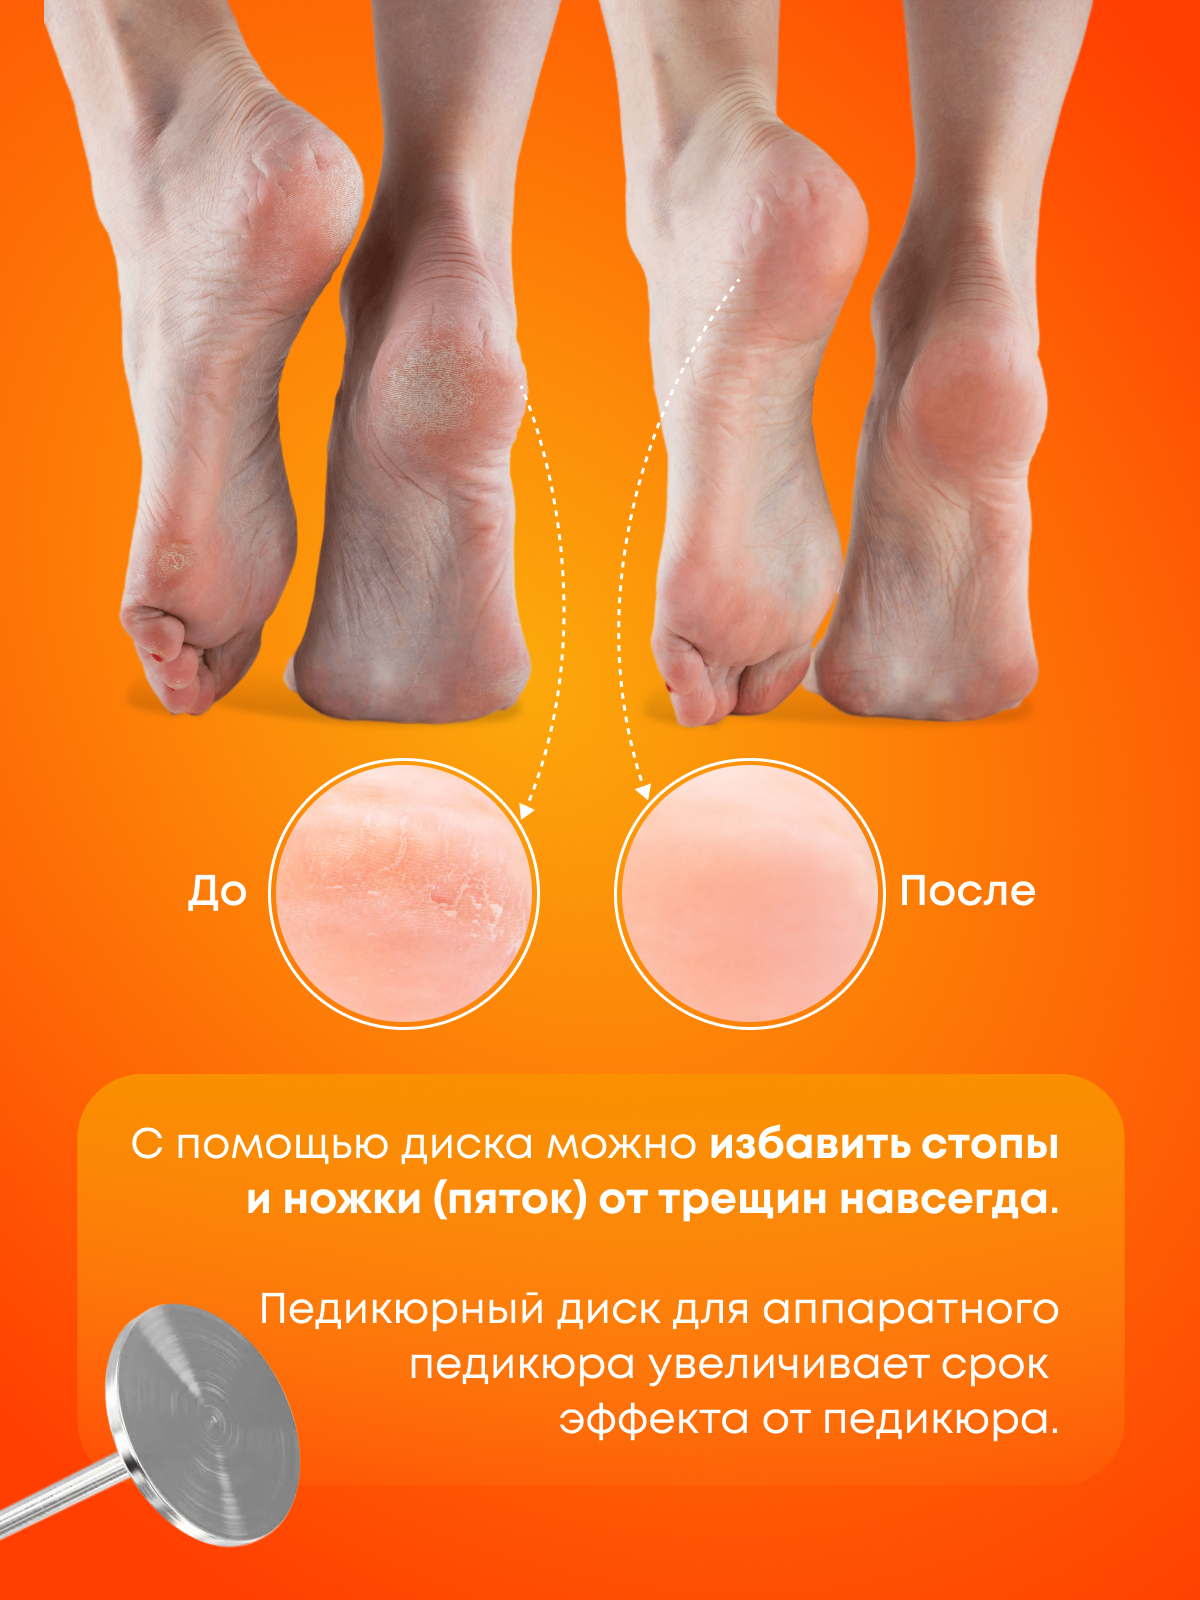 До
После
С помощью диска можно избавить стопы
и ножки (пяток) от трещин навсегда.
Педикюрный диск для аппаратного
педикюра увеличивает срок
эффекта от педикюра.